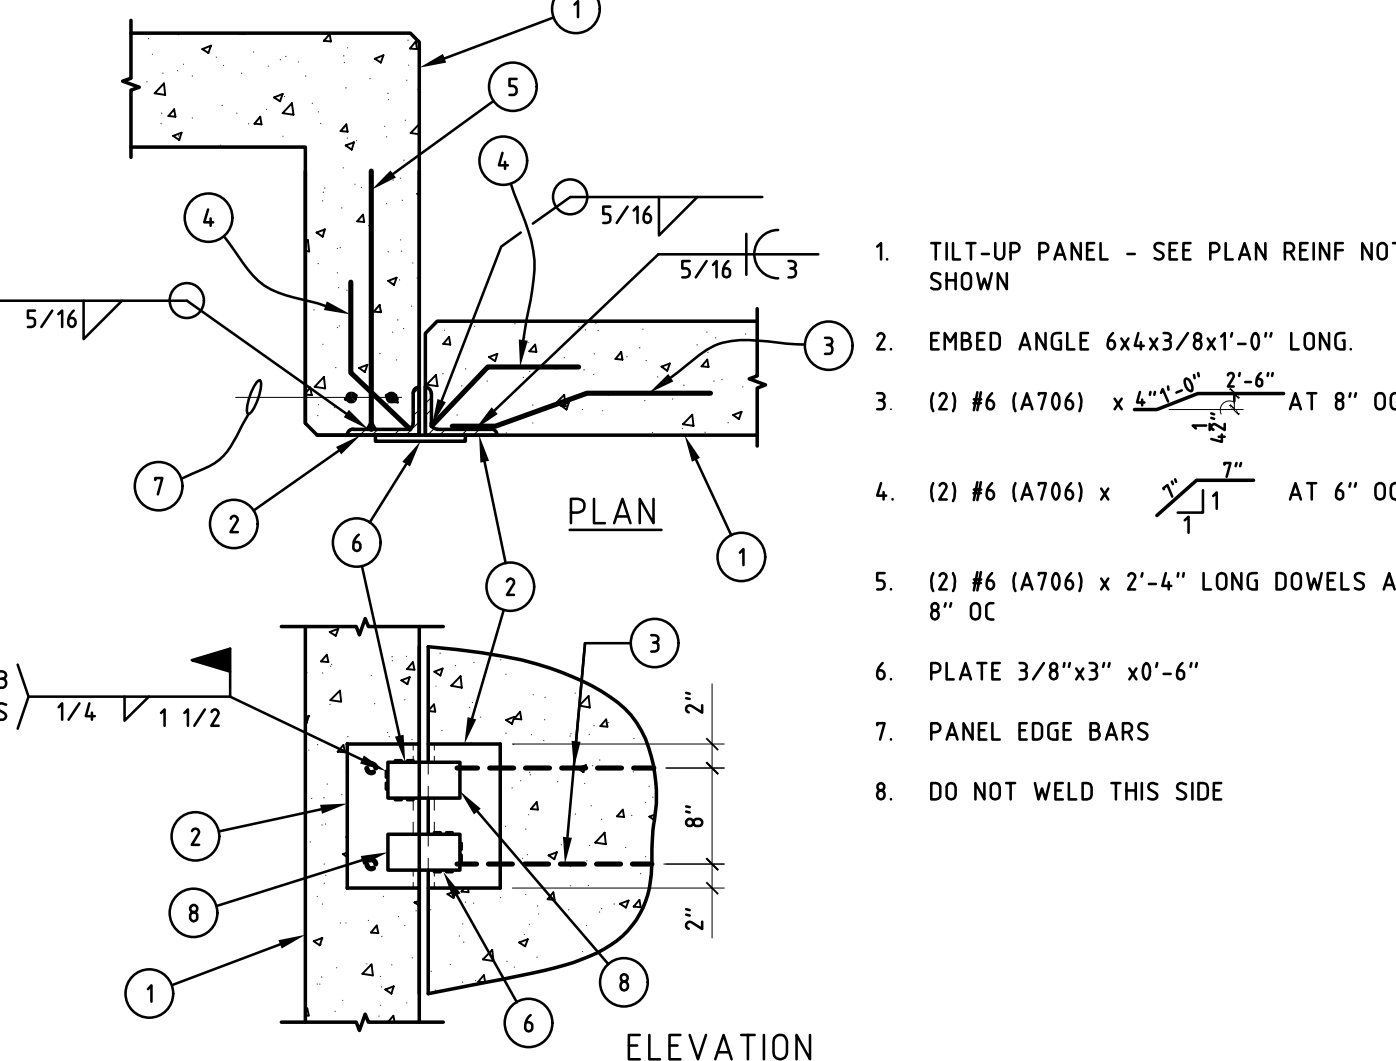 1
5
4
4
5/16
5/16 3
5/16
3
7
2
6
2
1
PLAN
3
1/4 1 1/2
2"
8"
2"
2
8
1
6
8
ELEVATION
1. TILT-UP PANEL - SEE PLAN REINF NOT
SHOWN
2. EMBED ANGLE 6x4x3/8x1'-0" LONG.
3. (2) #6 (A706) x 4" 1'-0" 2'-6" AT 8" OC
4. (2) #6 (A706) x 7" 7" 1 1 AT 6" OC
5. (2) #6 (A706) x 2'-4" LONG DOWELS A
8" OC
6. PLATE 3/8"x3" x0'-6"
7. PANEL EDGE BARS
8. DO NOT WELD THIS SIDE